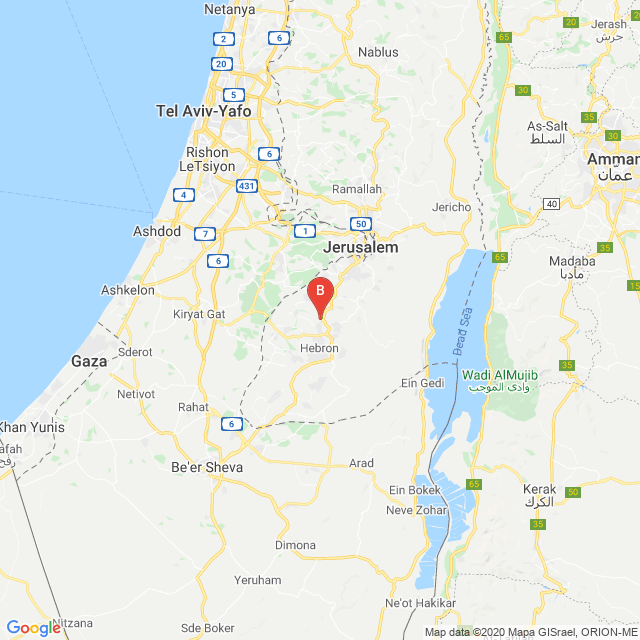 Netanya
6
2
20
5
Nablus
65
30
Jerash
جرش
Tel Aviv-Yafo
35
30
As-Salt
السلط
Amman
عمّان
Rishon
LeTsiyon
6
431
4
Ramallah
Jericho
40
Ashdod
7
1
50
Jerusalem
6
65
35
Madaba
مادبا
15
Ashkelon
B
Kiryat Gat
Dead Sea
Gaza
Sderot
Hebron
35
Netivot
Ein Gedi
Wadi AlMujib
وادي الموجب
Rahat
Khan Yunis
6
Be'er Sheva
Arad
65
Ein Bokek
Neve Zohar
Kerak
الكرك
50
35
Dimona
Yeruham
Nitzana
Sde Boker
Ne'ot Hakikar
Google
Map data ©2020 Mapa GISrael, ORION-ME